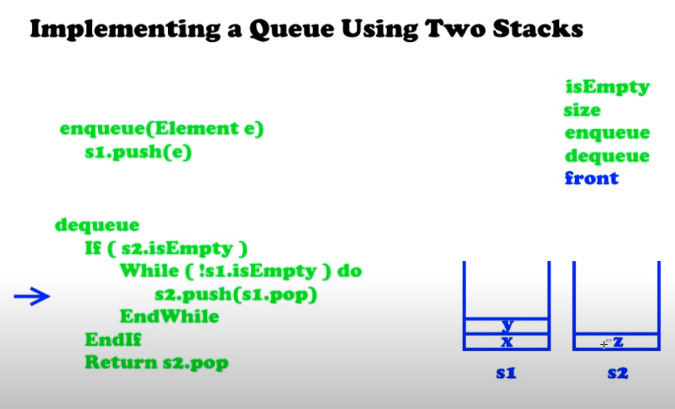 Implementing a Queue Using Two Stacks
isEmpty
size
enqueue
dequeue
front
enqueue(Element e)
s1.push(e)
dequeue
If ( s2.isEmpty )
While ( !s1.isEmpty ) do
s2.push(s1.pop)
EndWhile
EndIf
Return s2.pop
y
x
z
s1
s2